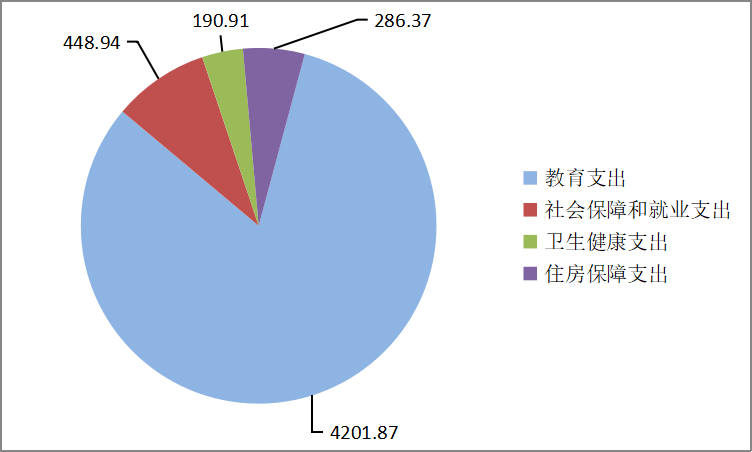 190.91
286.37
448.94
教育支出
社会保障和就业支出
卫生健康支出
住房保障支出
4201.87